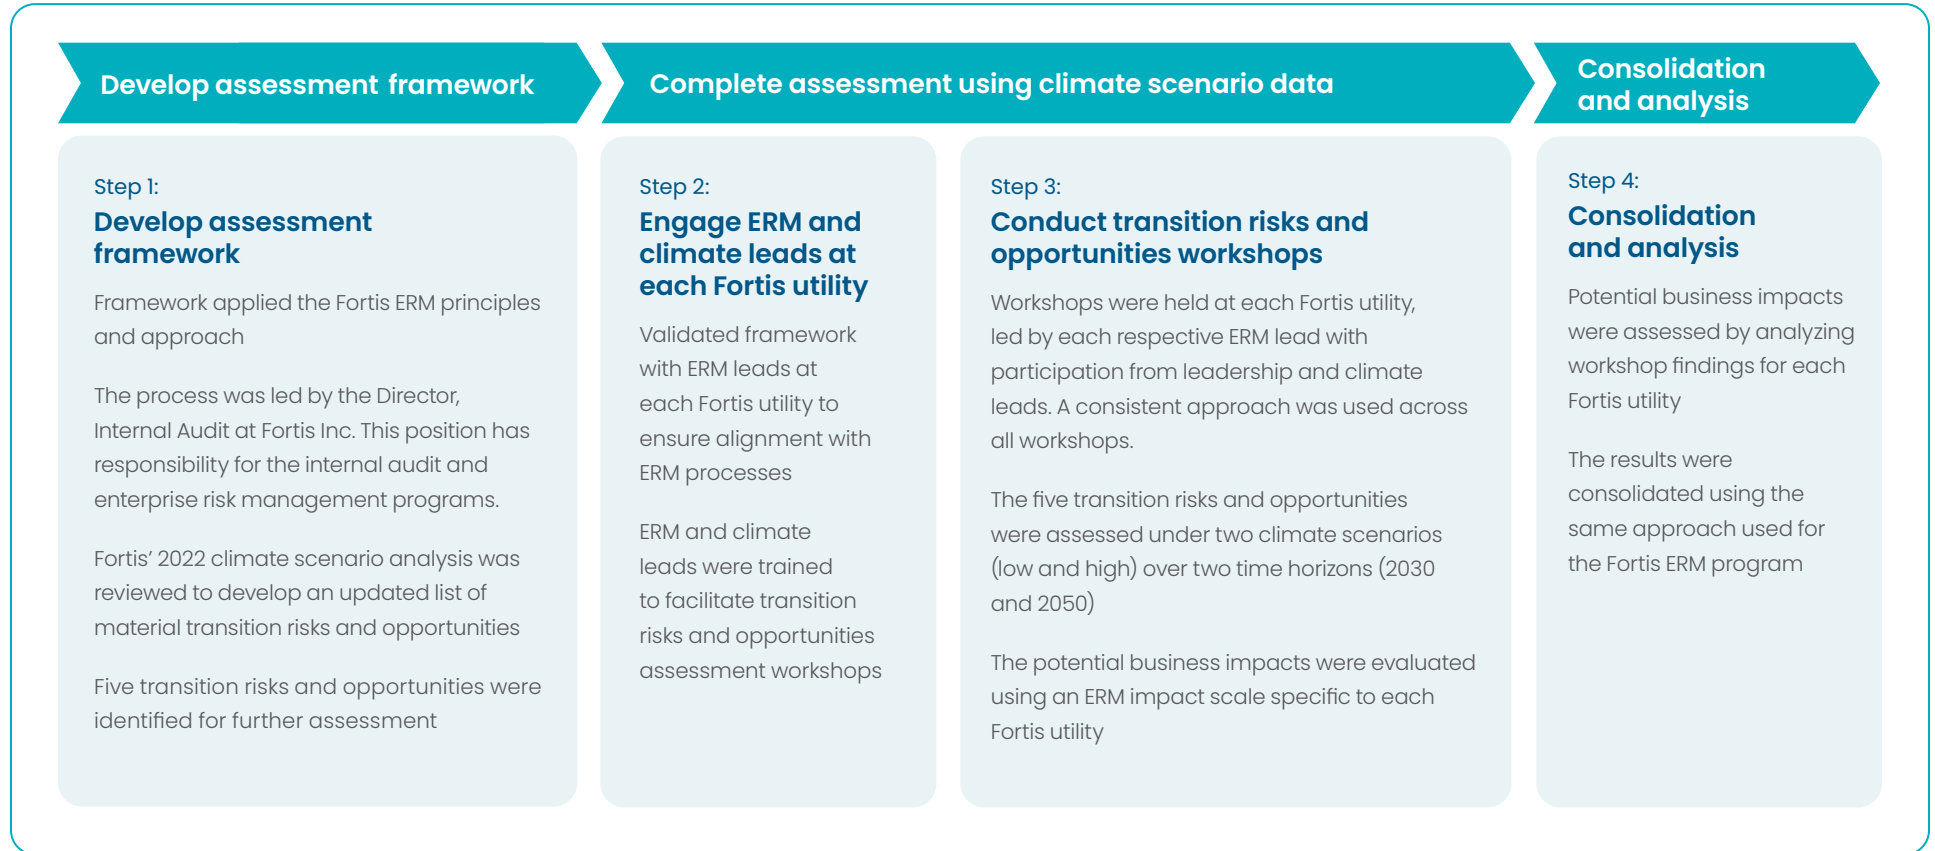 Develop assessment framework
Complete assessment using climate scenario data
Consolidation
and analysis
Step 1:
Develop assessment
framework
Framework applied the Fortis ERM principles
and approach
The process was led by the Director,
Internal Audit at Fortis Inc. This position has
responsibility for the internal audit and
enterprise risk management programs.
Fortis’ 2022 climate scenario analysis was
reviewed to develop an updated list of
material transition risks and opportunities
Five transition risks and opportunities were
identified for further assessment
Step 2:
Engage ERM and
climate leads at
each Fortis utility
Validated framework
with ERM leads at
each Fortis utility to
ensure alignment with
ERM processes
ERM and climate
leads were trained
to facilitate transition
risks and opportunities
assessment workshops
Step 3:
Conduct transition risks and
opportunities workshops
Workshops were held at each Fortis utility,
led by each respective ERM lead with
participation from leadership and climate
leads. A consistent approach was used across
all workshops.
The five transition risks and opportunities
were assessed under two climate scenarios
(low and high) over two time horizons (2030
and 2050)
The potential business impacts were evaluated
using an ERM impact scale specific to each
Fortis utility
Step 4:
Consolidation
and analysis
Potential business impacts
were assessed by analyzing
workshop findings for each
Fortis utility
The results were
consolidated using the
same approach used for
the Fortis ERM program